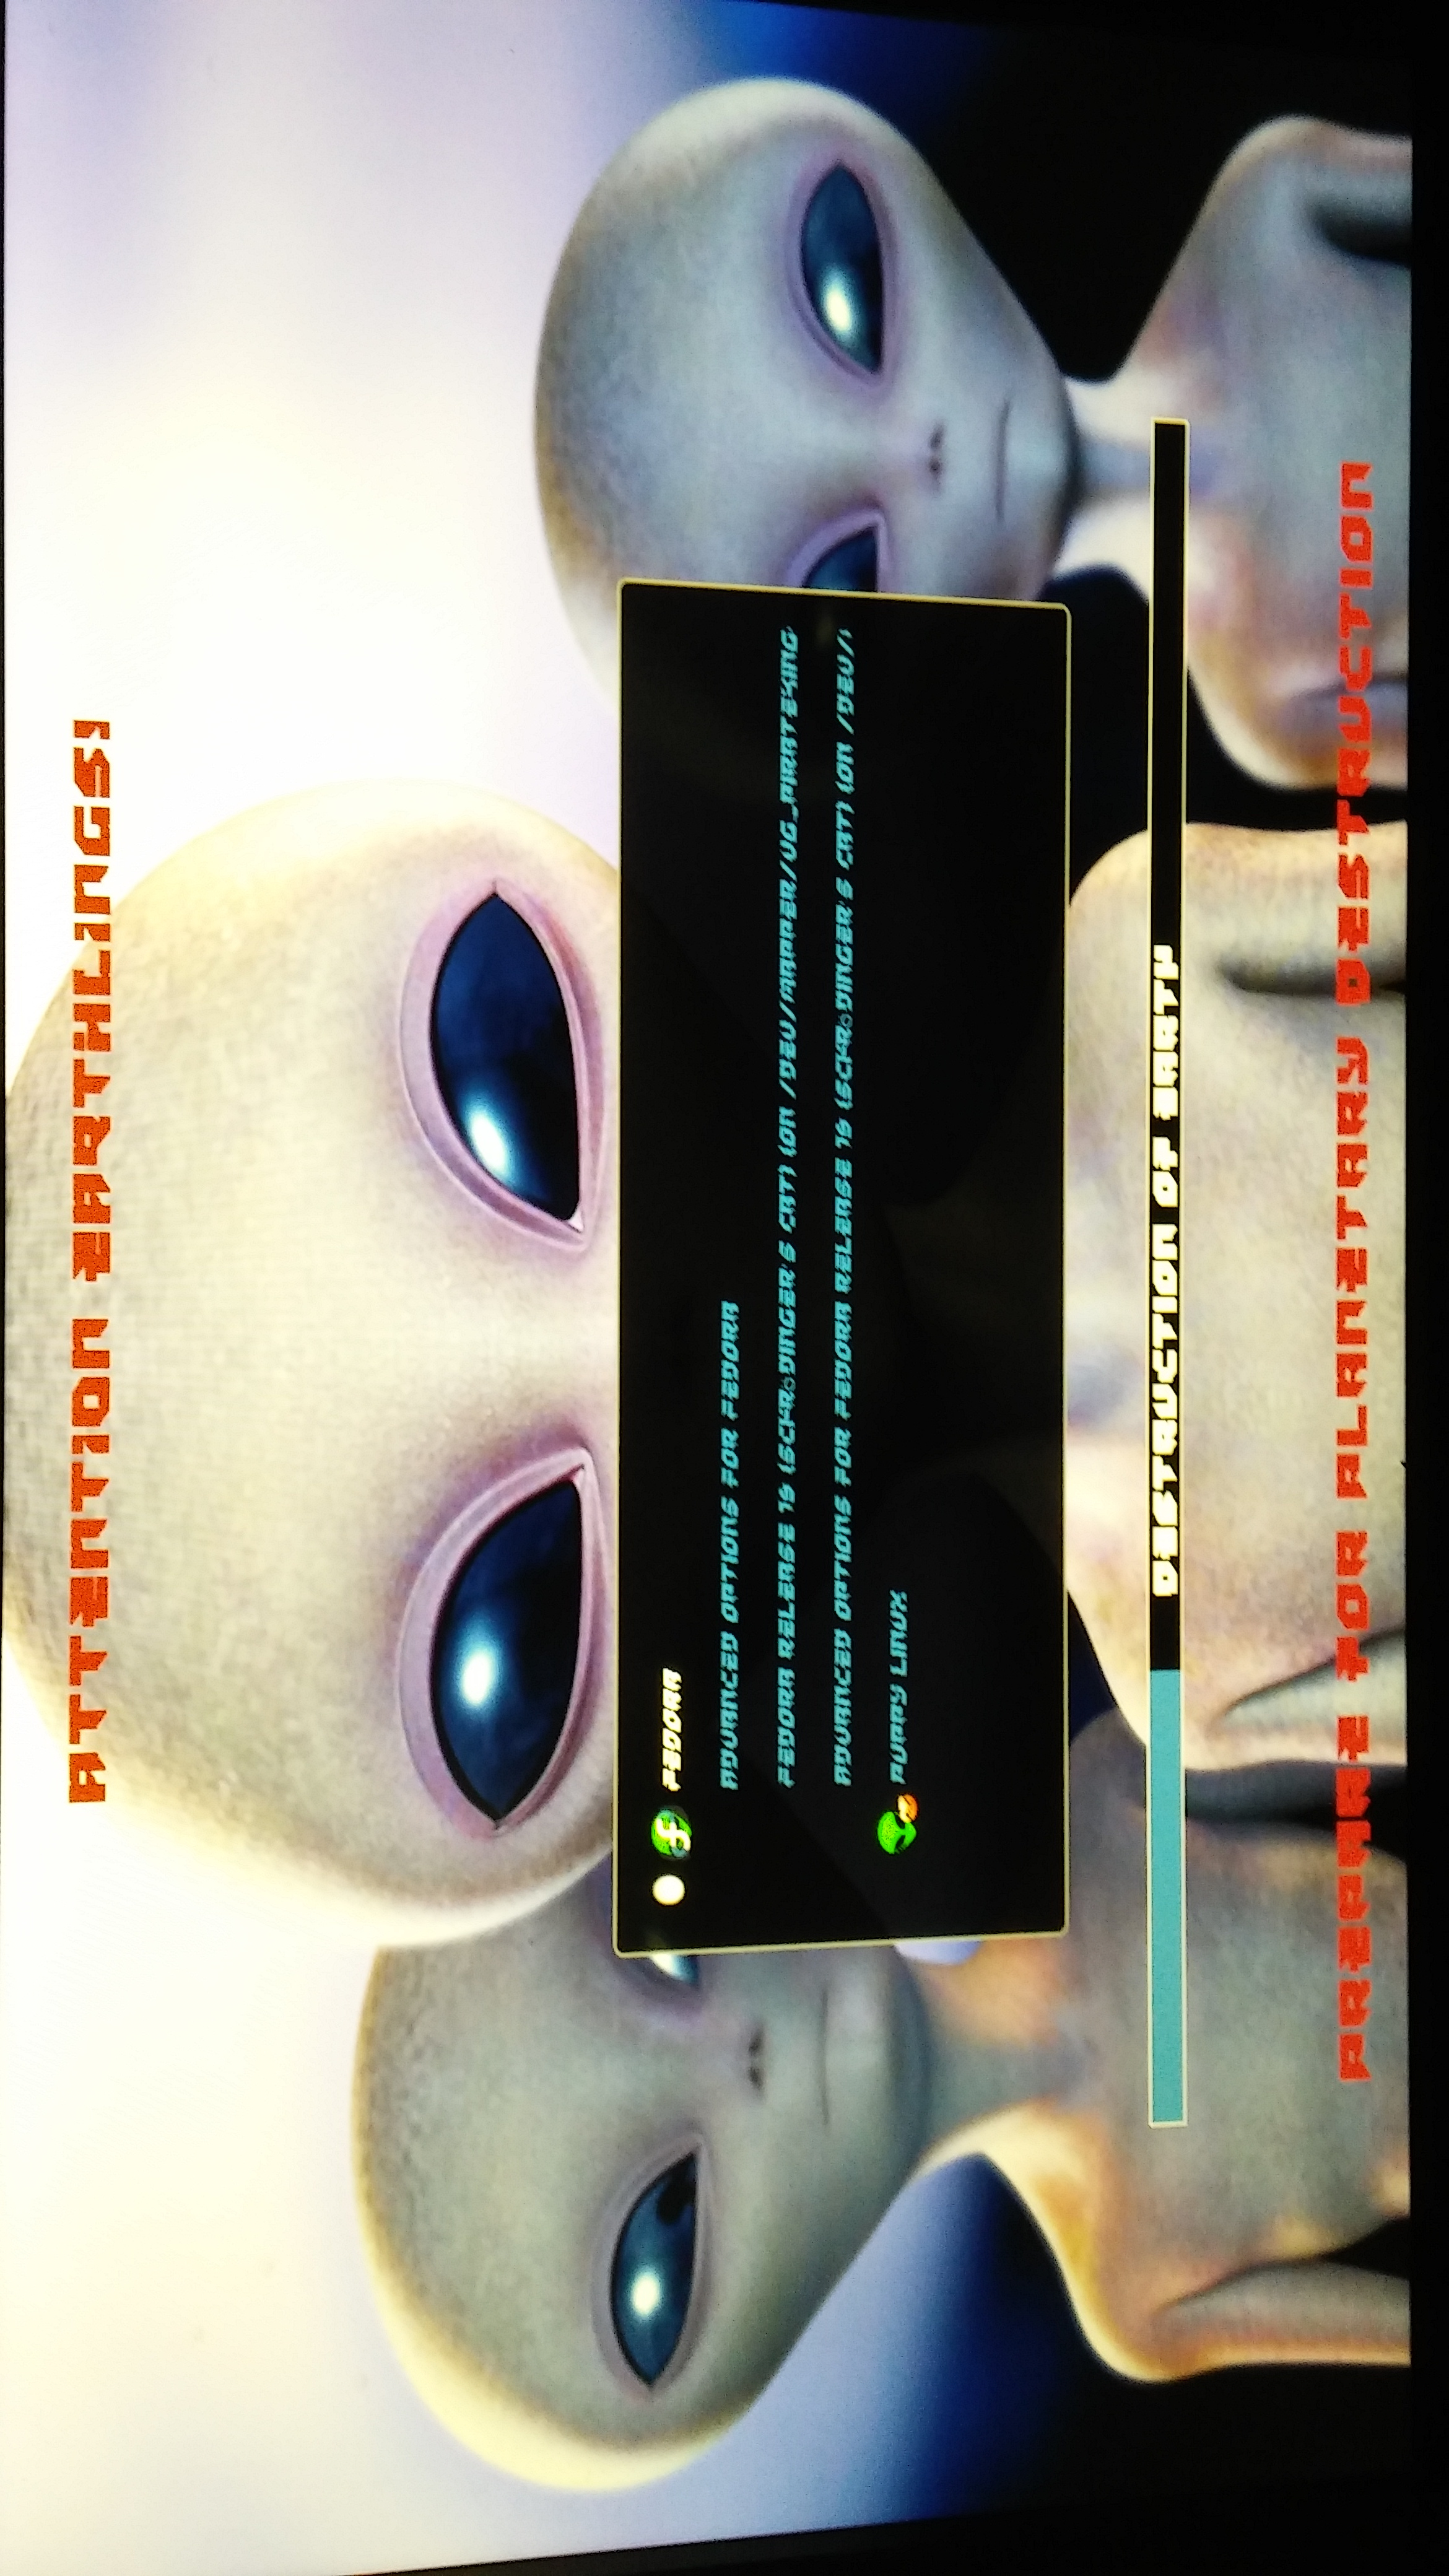 ATTENTION EARTHLINGS!
FEDORA
ADVANCED OPTIONS FOR FEDORA
FEDORA RELEASE 19 (SCHRÖDINGER'S CAT) (ON /DEV/MAPPER/VG_PIRATEKING
ADVANCED OPTIONS FOR FEDORA RELEASE 19 (SCHRÖDINGER'S CAT) (ON /DEV/
PUPPY LINUX
DESTRUCTION OF EARTH
PREPARE FOR PLANETARY DESTRUCTION